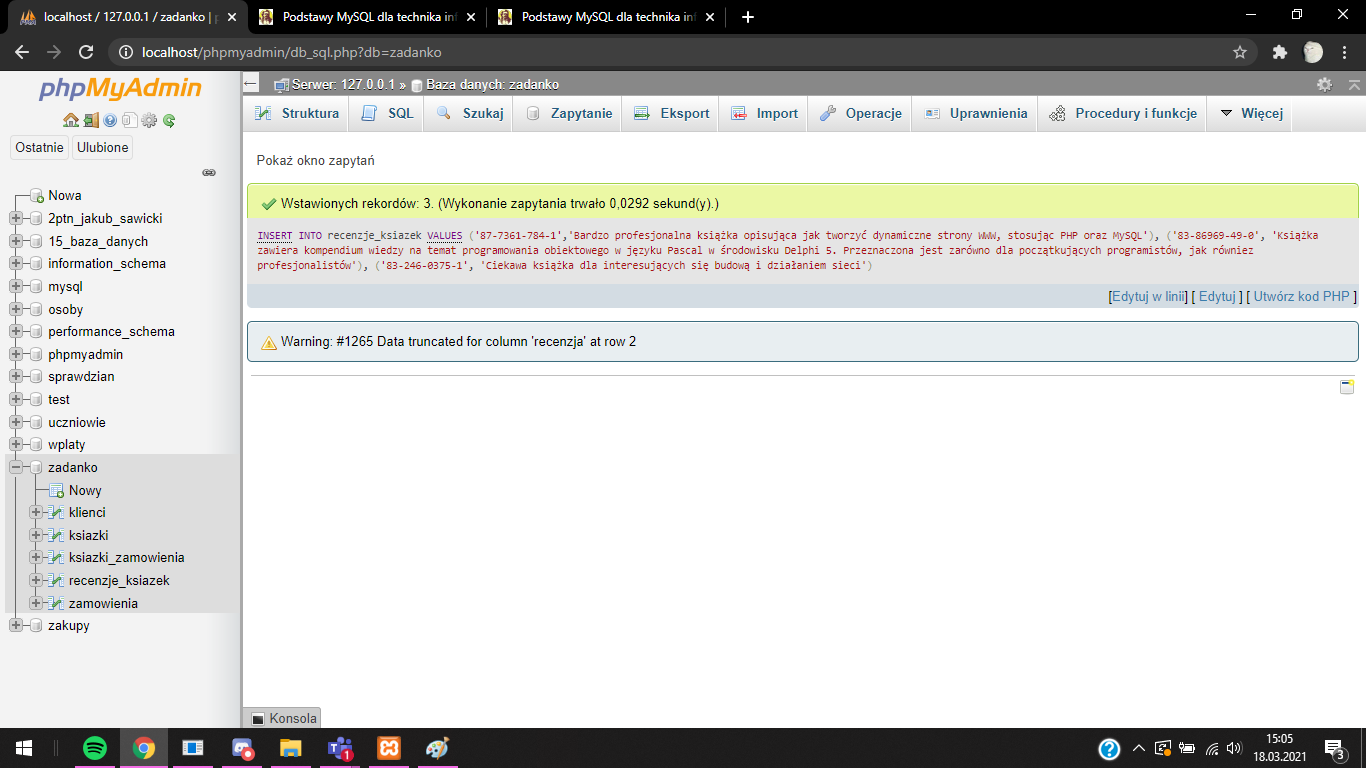 localhost / 127.0.0.1 / zadanko | p
Podstawy MySQL dla technika inf
Podstawy MySQL dla technika inf
localhost/phpmyadmin/db_sql.php?db=zadanko
phpMyAdmin
Ostatnie
Ulubione
Nowa
2ptn_jakub_sawicki
15_baza_danych
information_schema
mysql
osoby
performance_schema
phpmyadmin
sprawdzian
test
uczniowie
wplaty
zadanko
Nowy
klienci
ksiazki
ksiazki_zamowienia
recenzje_ksiazek
zamowienia
zakupy
Serwer: 127.0.0.1 » Baza danych: zadanko
Struktura SQL Szukaj Zapytanie Eksport Import Operacje Uprawnienia Procedury i funkcje Więcej
Pokaż okno zapytań
Wstawionych rekordów: 3. (Wykonanie zapytania trwało 0,0292 sekund(y).)
INSERT INTO recenzje_ksiazek VALUES ('87-7361-784-1','Bardzo profesjonalna książka opisująca jak tworzyć dynamiczne strony WWW, stosując PHP oraz MySQL'), ('83-86969-49-0', 'Książka
zawiera kompendium wiedzy na temat programowania obiektowego w języku Pascal w środowisku Delphi 5. Przeznaczona jest zarówno dla początkujących programistów, jak również
profesjonalistów'), ('83-246-0375-1', 'Ciekawa książka dla interesujących się budową i działaniem sieci')
[Edytuj w linii] [ Edytuj ] [ Utwórz kod PHP ]
Warning: #1265 Data truncated for column 'recenzja' at row 2
Konsola
1
15:05
18.03.2021
3